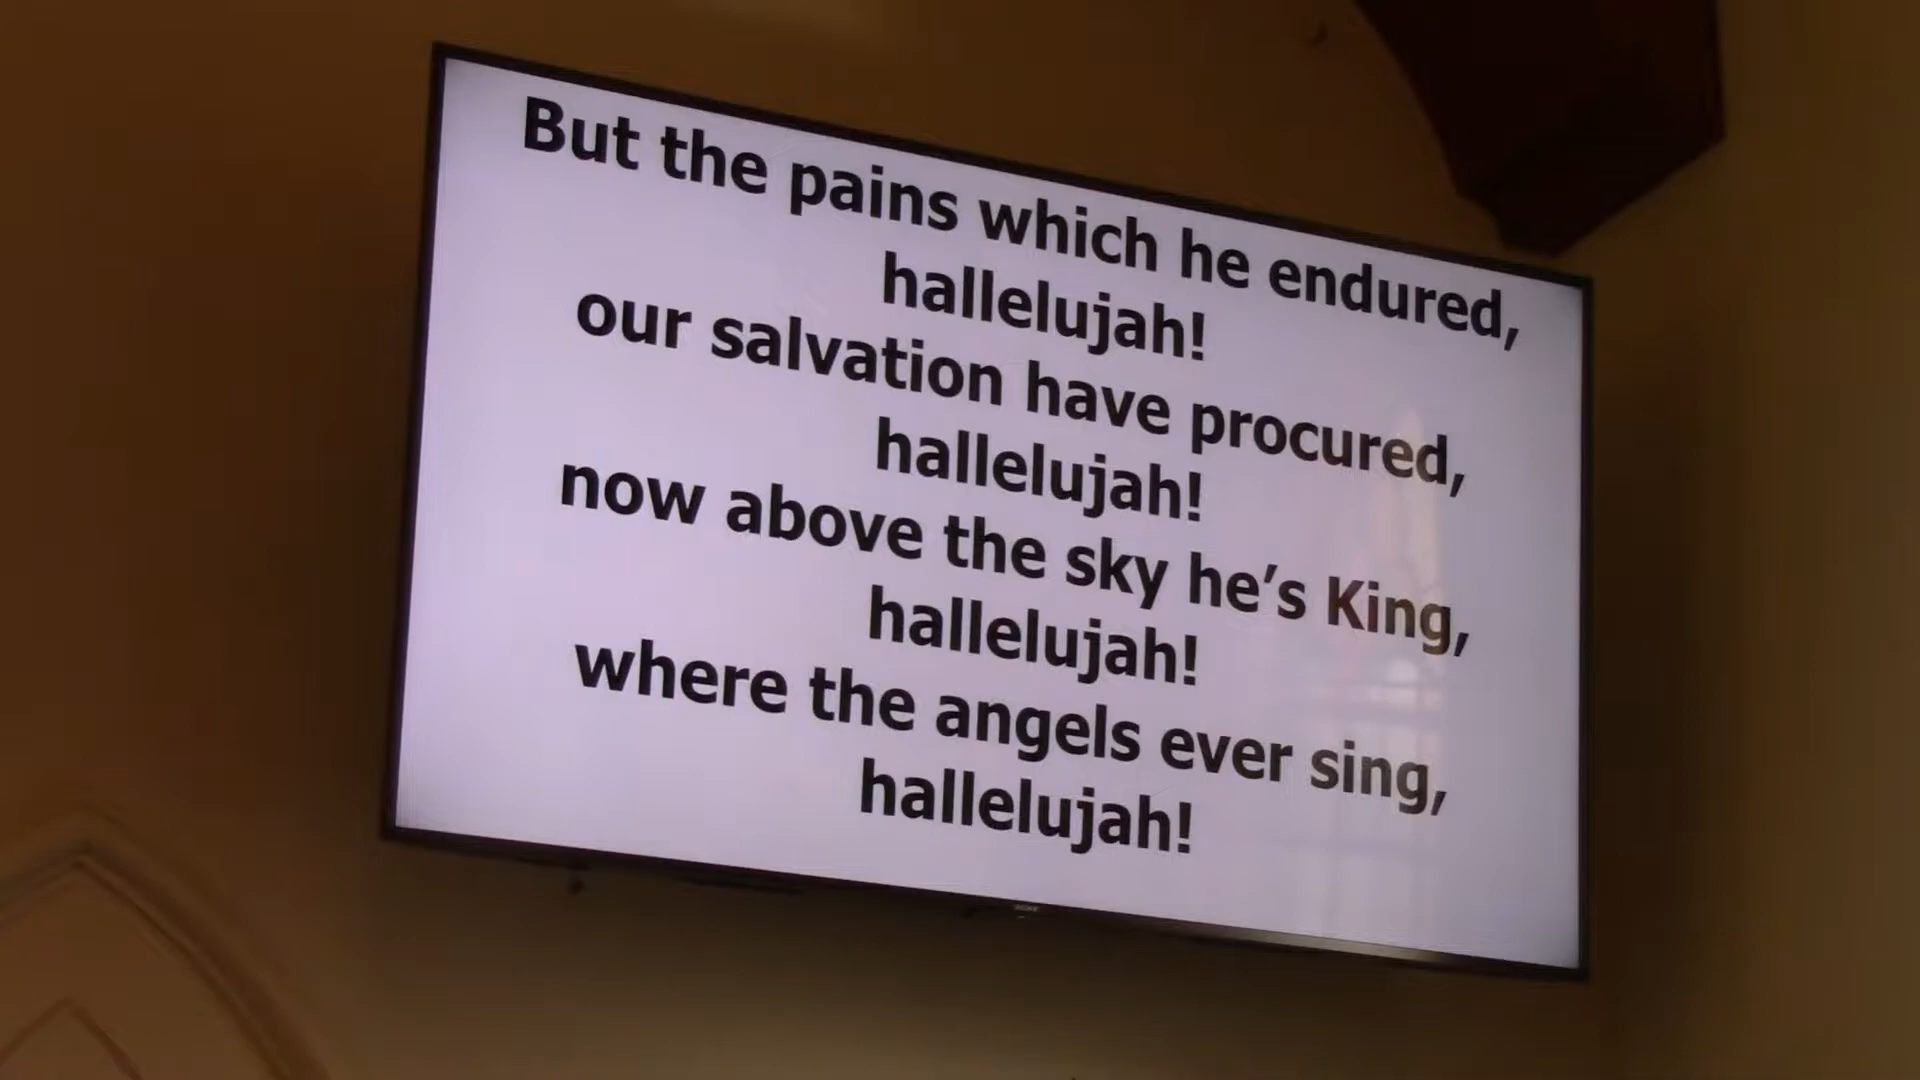 But the pains which he endured,
hallelujah!
our salvation have procured,
hallelujah!
now above the sky he’s King,
hallelujah!
where the angels ever sing,
hallelujah!
SONY